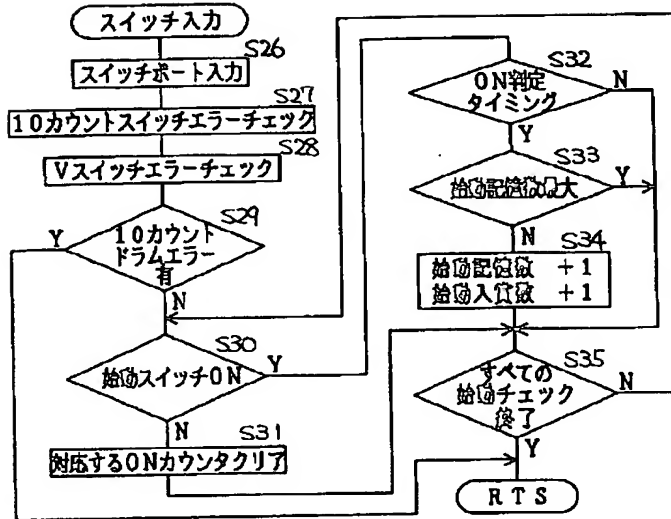 スイッチ入力
S26
スイッチポート入力
S27
10カウントスイッチエラーチェック
S28
Vスイッチエラーチェック
S29
Y
10カウント
ドラムエラー
有
N
S30
始動スイッチON
Y
N
S31
対応するONカウンタクリア
S32
ON判定
タイミング
N
Y
S33
始動記憶数最大
Y
N
S34
始動記憶数 +1
始動入賞数 +1
S35
すべての
始動チェック
終了
N
Y
RTS